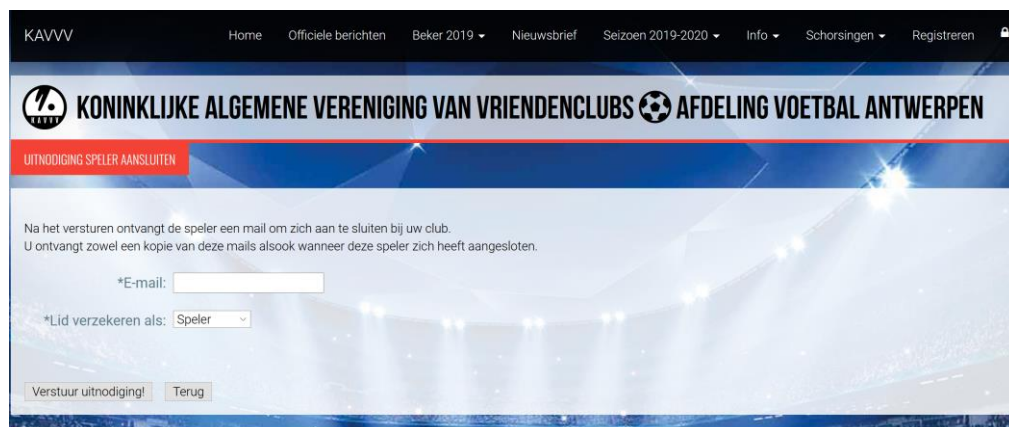 KAVVV Home Officiele berichten Beker 2019 Nieuwsbrief Seizoen 2019-2020 Info Schorsingen Registreren
KAVVV KONINKLIJKE ALGEMENE VERENIGING VAN VRIENDENCLUBS AFDELING VOETBAL ANTWERPEN
UITNODIGING SPELER AANSLUITEN
Na het versturen ontvangt de speler een mail om zich aan te sluiten bij uw club.
U ontvangt zowel een kopie van deze mails alsook wanneer deze speler zich heeft aangesloten.
*E-mail:
*Lid verzekeren als: Speler
Verstuur uitnodiging! Terug